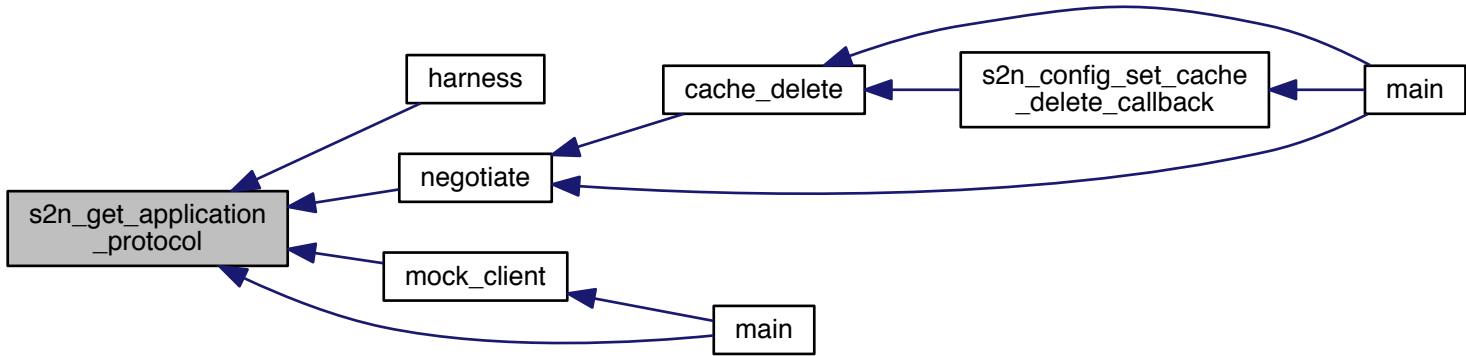 s2n_get_application
_protocol
harness
negotiate
cache_delete
s2n_config_set_cache
_delete_callback
main
mock_client
main